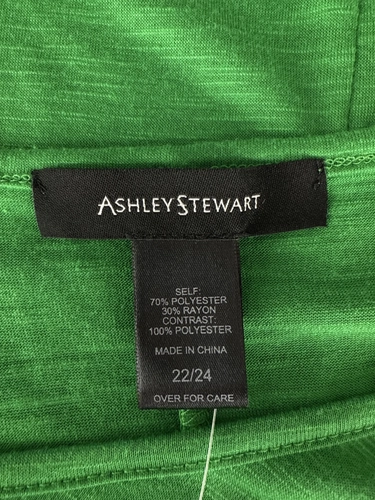 ASHLEY STEWART
SELF:
70% POLYESTER
30% RAYON
CONTRAST:
100% POLYESTER
MADE IN CHINA
22/24
OVER FOR CARE